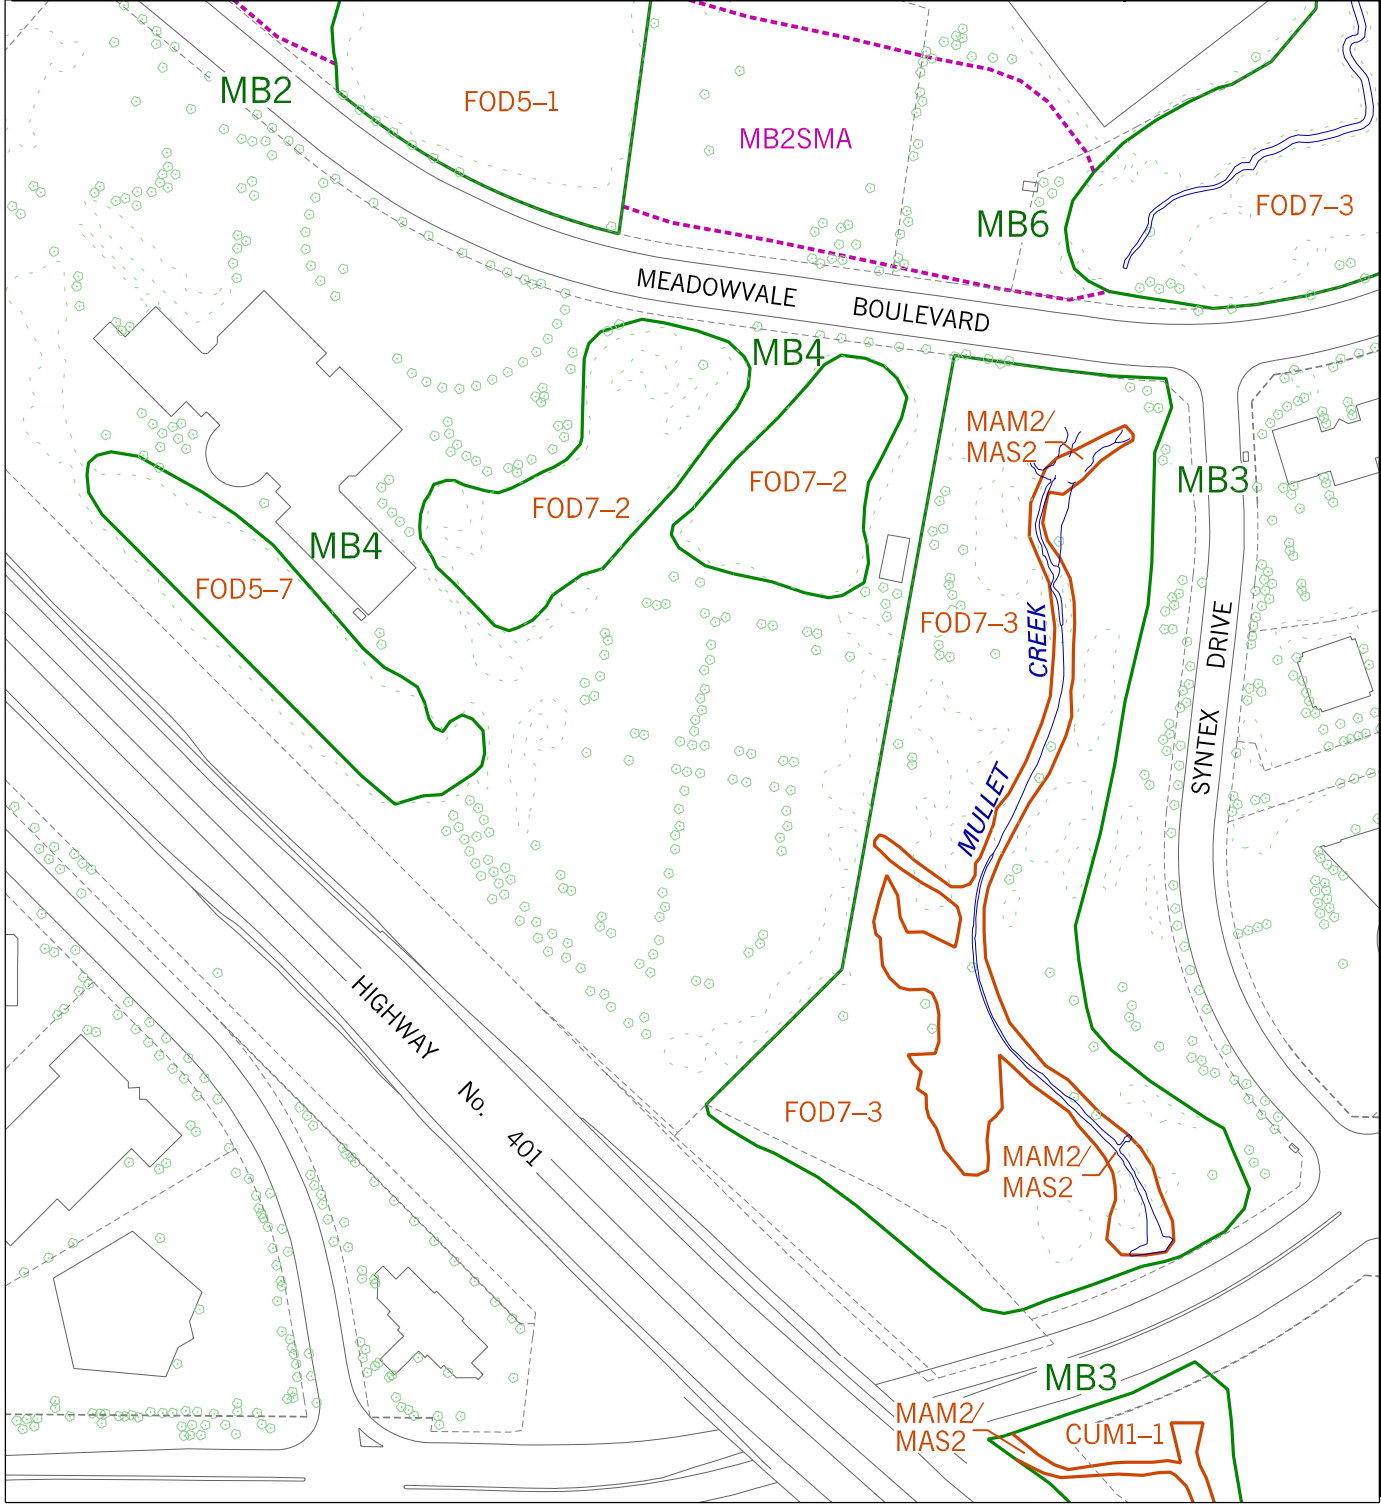 MB2
FOD5–1
MB2SMA
MB6
FOD7–3
MEADOWVALE BOULEVARD
MB4
MAM2/
MAS2
MB3
FOD7–2
FOD7–2
MB4
FOD5–7
FOD7–3
CREEK
SYNTEX DRIVE
MULLET
HIGHWAY No. 401
FOD7–3
MAM2/
MAS2
MB3
MAM2/
MAS2
CUM1–1